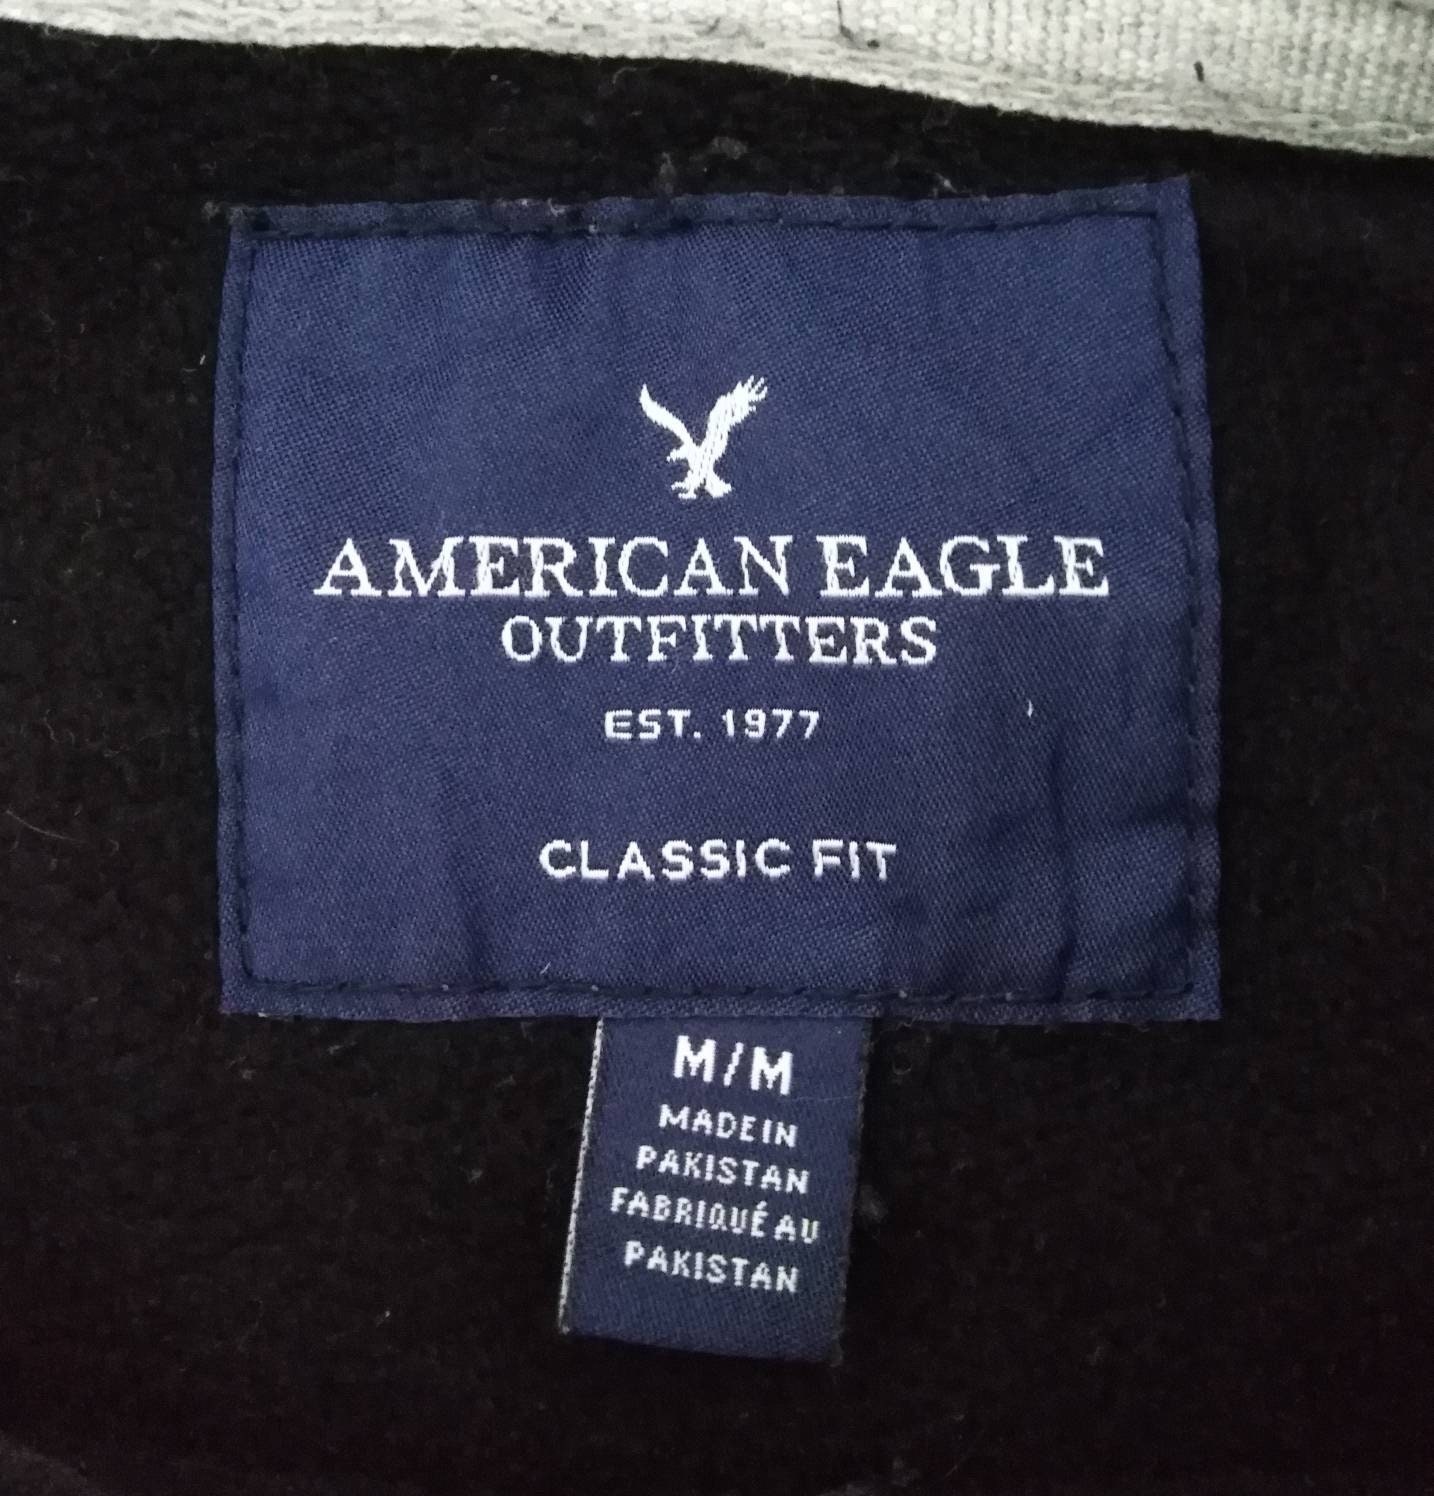 AMERICAN EAGLE
OUTFITTERS
EST. 1977
CLASSIC FIT
M/M
MADE IN
PAKISTAN
FABRIQUÉ AU
PAKISTAN